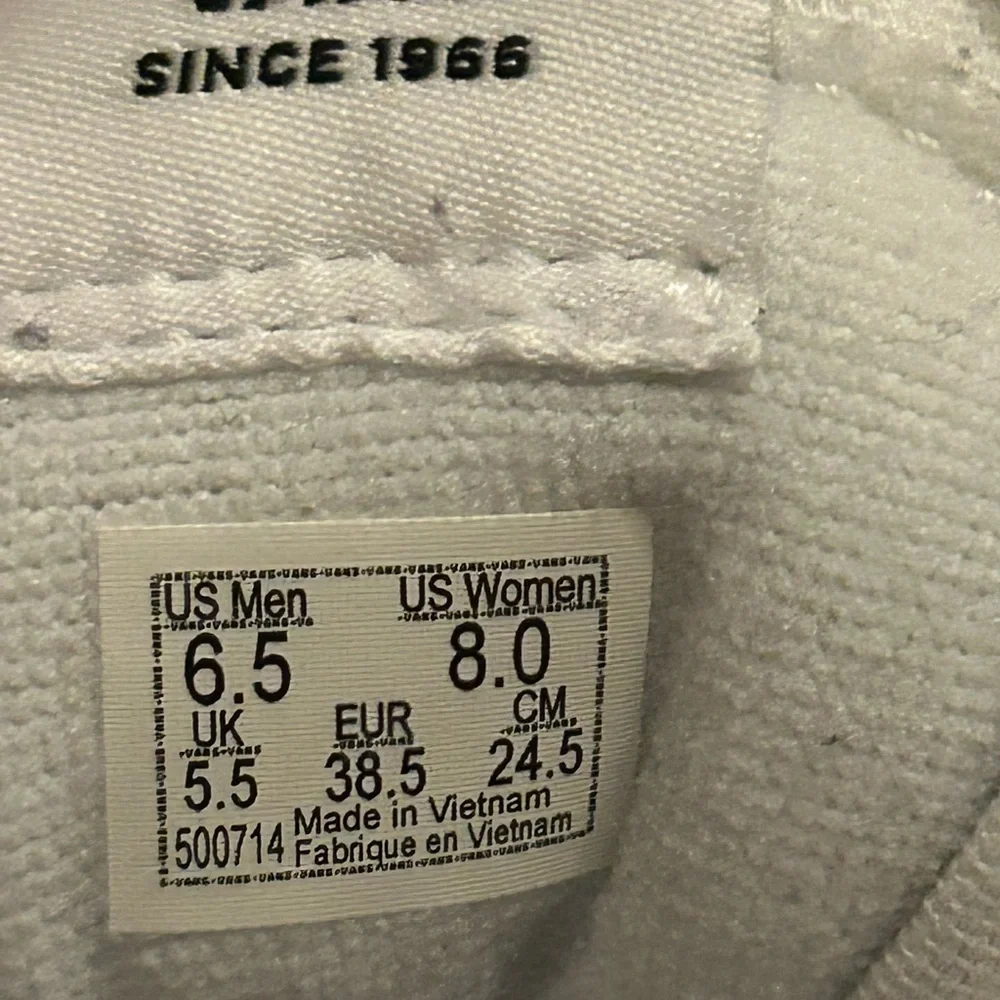 SINCE 1966
US Men US Women
6.5 8.0
UK EUR CM
5.5 38.5 24.5
500714 Made in Vietnam
Fabrique en Vietnam